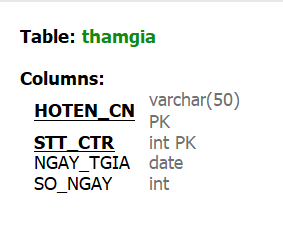 Table: thamgia
Columns:
HOTEN_CN varchar(50) PK
STT_CTR int PK
NGAY_TGIA date
SO_NGAY int